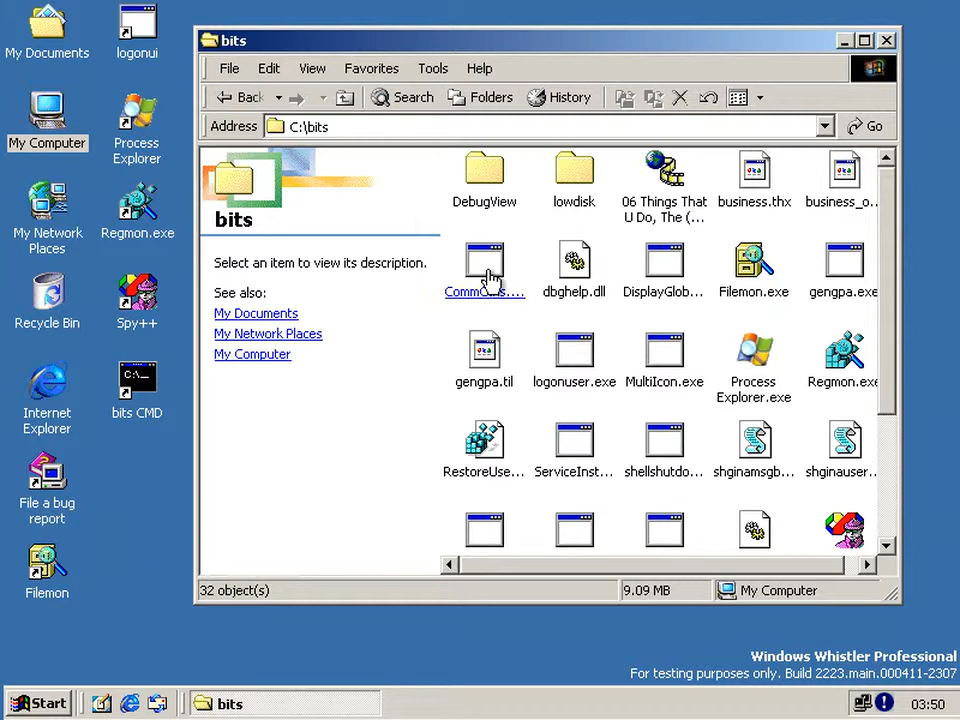 My Documents
logonui
My Computer
Process
Explorer
My Network
Places
Regmon.exe
Recycle Bin
Spy++
Internet
Explorer
C:\_
bits CMD
File a bug
report
Filemon
bits
File Edit View Favorites Tools Help
Back Search Folders History
Address C:\bits Go
bits
Select an item to view its description.
See also:
My Documents
My Network Places
My Computer
DebugView
lowdisk
06 Things That
U Do, The (...
business.thx
business_o...
dbghelp.dll
DisplayGlob...
Filemon.exe
gengpa.exe
gengpa.til
logonuser.exe
MultiIcon.exe
Process
Explorer.exe
Regmon.exe
RestoreUse...
ServiceInst...
shellshutdo...
shginamsgb...
shginauser...
32 object(s) 9.09 MB My Computer
Windows Whistler Professional
For testing purposes only. Build 2223.main.000411-2307
Start bits 03:50